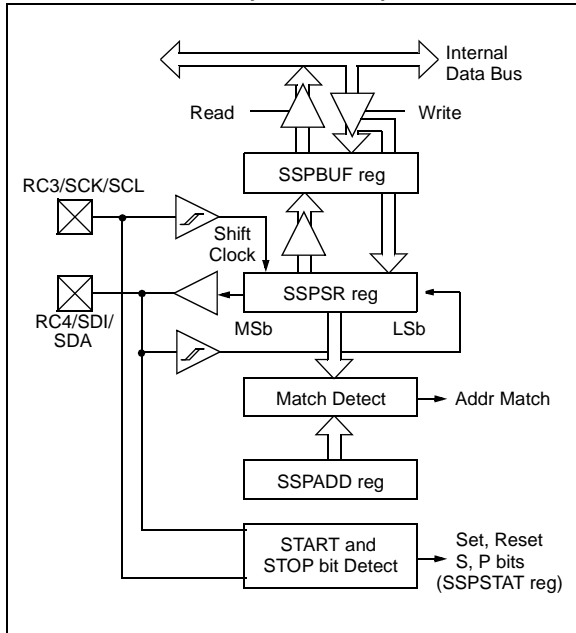 Internal
Data Bus
Read
Write
SSPBUF reg
RC3/SCK/SCL
Shift
Clock
SSPSR reg
MSb
LSb
RC4/SDI/
SDA
Match Detect
Addr Match
SSPADD reg
START and
STOP bit Detect
Set, Reset
S, P bits
(SSPSTAT reg)